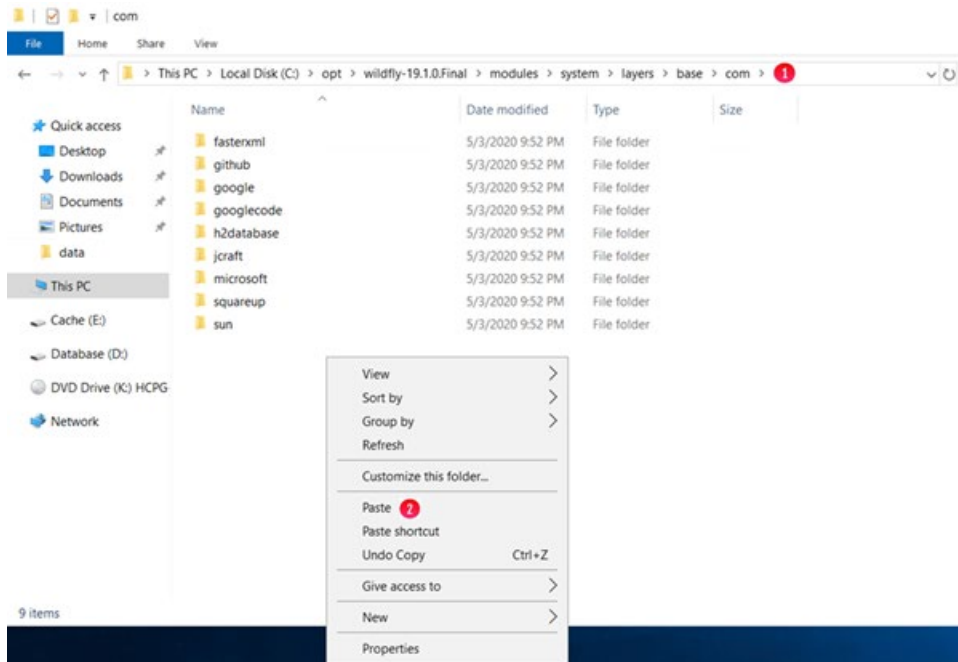 com
File Home Share View
This PC > Local Disk (C:) > opt > wildfly-19.1.0.Final > modules > system > layers > base > com > 1
Name Date modified Type Size
Quick access
Desktop
Downloads
Documents
Pictures
data
This PC
Cache (E:)
Database (D:)
DVD Drive (K:) HCPG-
Network
fasterxml 5/3/2020 9:52 PM File folder
github 5/3/2020 9:52 PM File folder
google 5/3/2020 9:52 PM File folder
googlecode 5/3/2020 9:52 PM File folder
h2database 5/3/2020 9:52 PM File folder
jcraft 5/3/2020 9:52 PM File folder
microsoft 5/3/2020 9:52 PM File folder
squareup 5/3/2020 9:52 PM File folder
sun 5/3/2020 9:52 PM File folder
View
Sort by
Group by
Refresh
Customize this folder...
Paste 2
Paste shortcut
Undo Copy Ctrl+Z
Give access to
New
Properties
9 items